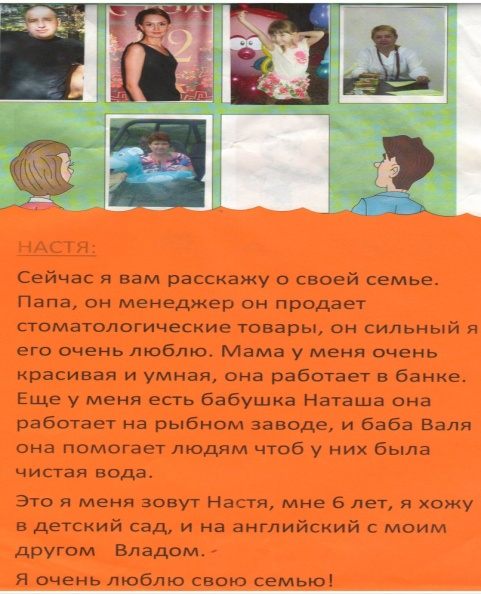 2
НАСТЯ:
Сейчас я вам расскажу о своей семье.
Папа, он менеджер он продает
стоматологические товары, он сильный я
его очень люблю. Мама у меня очень
красивая и умная, она работает в банке.
Еще у меня есть бабушка Наташа она
работает на рыбном заводе, и баба Валя
она помогает людям чтоб у них была
чистая вода.
Это я меня зовут Настя, мне 6 лет, я хожу
в детский сад, и на английский с моим
другом Владом.
Я очень люблю свою семью!